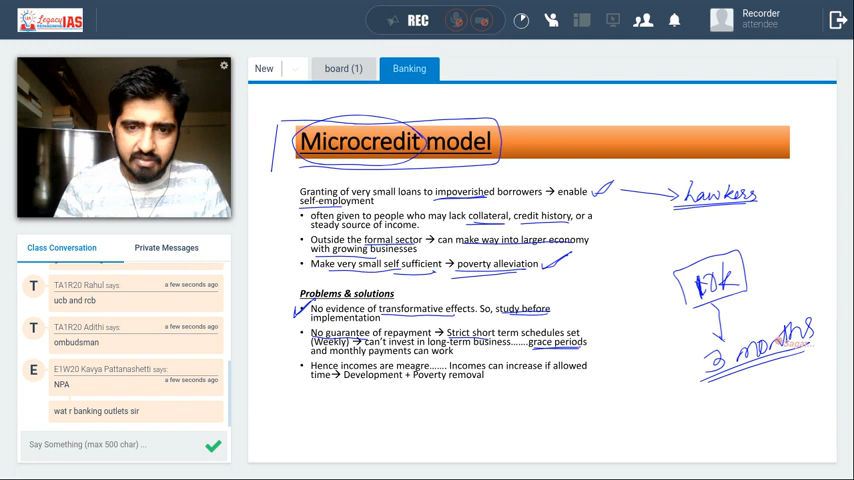 Legacy
IAS
REC
Recorder
attendee
New
board (1)
Banking
Microcredit model
Granting of very small loans to impoverished borrowers → enable
self-employment
• often given to people who may lack collateral, credit history, or a
steady source of income.
• Outside the formal sector → can make way into larger economy
with growing businesses
• Make very small self sufficient → poverty alleviation
Problems & solutions
• No evidence of transformative effects. So, study before
implementation
• No guarantee of repayment → Strict short term schedules set
(Weekly) → can't invest in long-term business.......grace periods
and monthly payments can work
• Hence incomes are meagre....... Incomes can increase if allowed
time→ Development + Poverty removal
hawkers
10k
3 months
Class Conversation
Private Messages
T
TA1R20 Rahul says:
a few seconds ago
ucb and rcb
T
TA1R20 Adithi says:
a few seconds ago
ombudsman
E
E1W20 Kavya Pattanashetti says:
a few seconds ago
NPA
wat r banking outlets sir
Say Something (max 500 char) ...